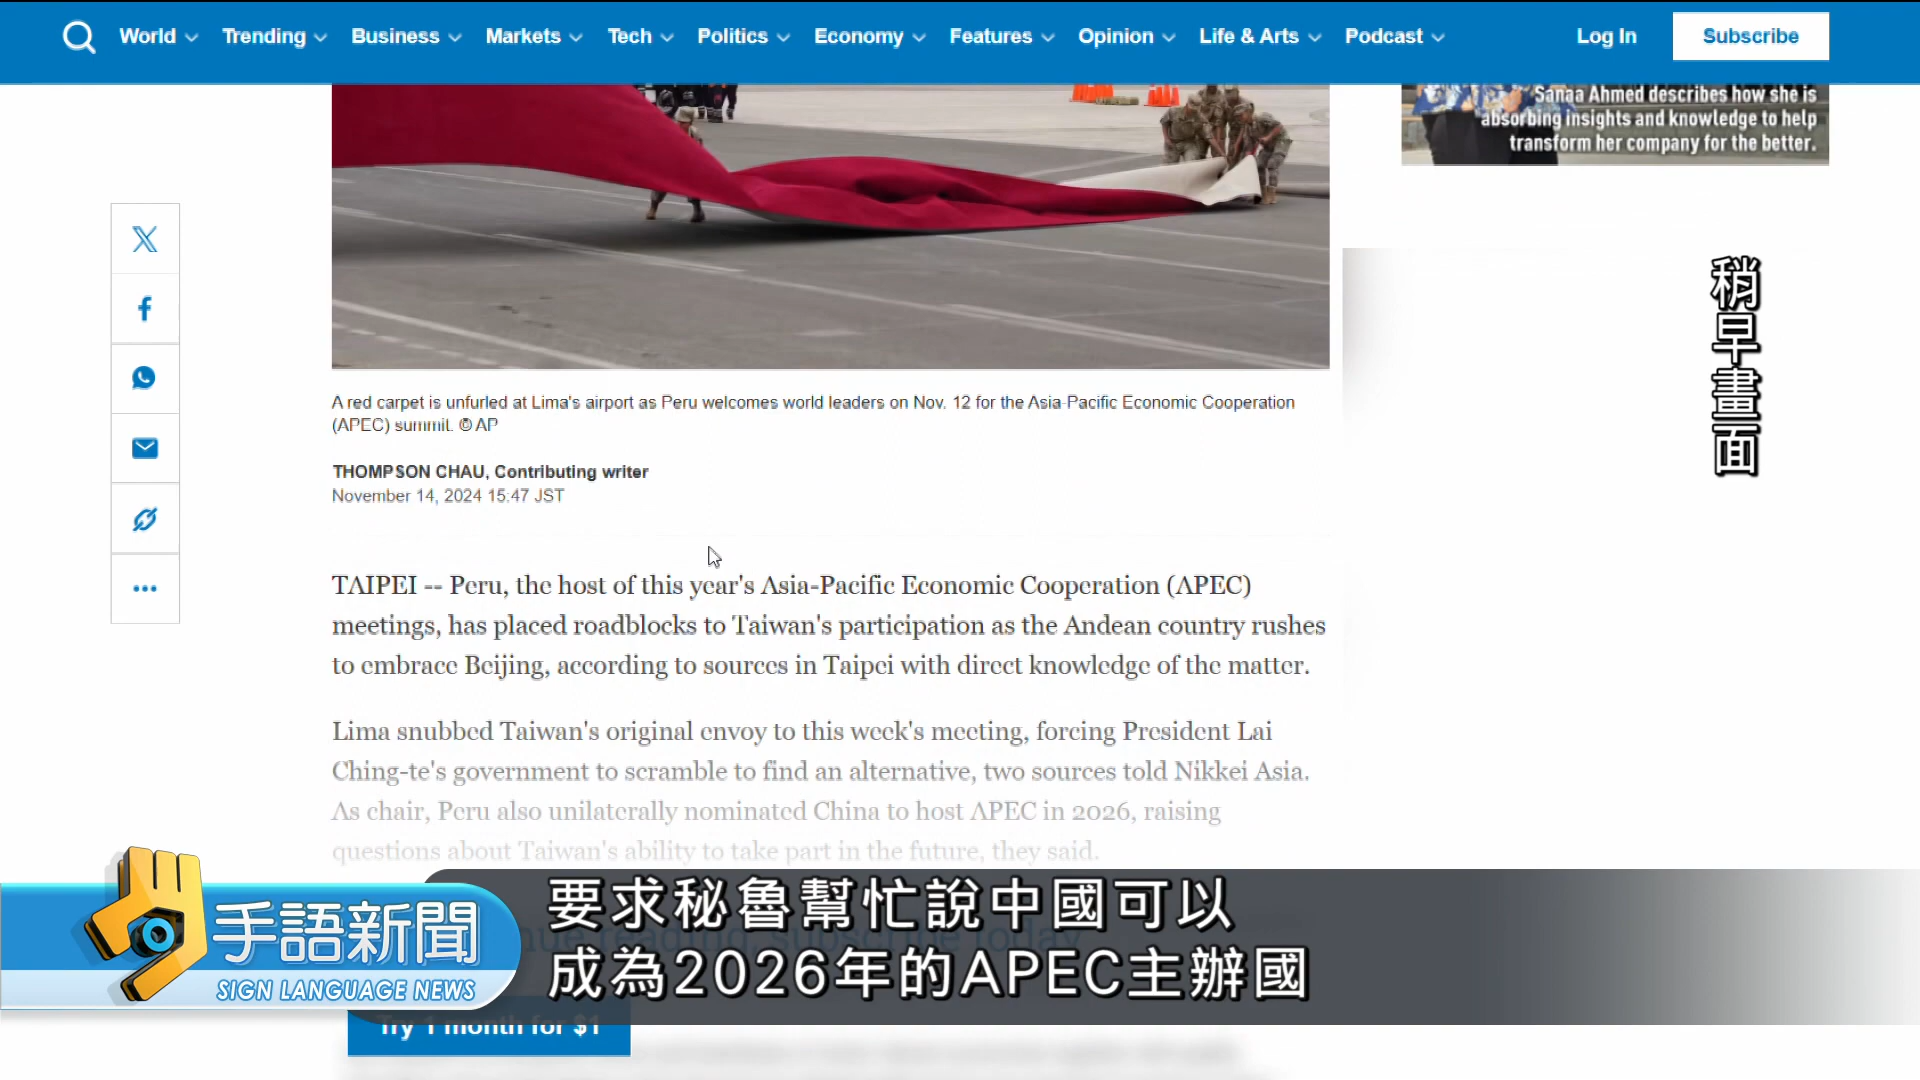 World
Trending
Business
Markets
Tech
Politics
Economy
Features
Opinion
Life & Arts
Podcast
Log In
Subscribe
Sanaa Ahmed describes how she is
absorbing insights and knowledge to help
transform her company for the better.
稍早畫面
A red carpet is unfurled at Lima's airport as Peru welcomes world leaders on Nov. 12 for the Asia-Pacific Economic Cooperation
(APEC) summit. © AP
THOMPSON CHAU, Contributing writer
November 14, 2024 15:47 JST
TAIPEI -- Peru, the host of this year's Asia-Pacific Economic Cooperation (APEC)
meetings, has placed roadblocks to Taiwan's participation as the Andean country rushes
to embrace Beijing, according to sources in Taipei with direct knowledge of the matter.
Lima snubbed Taiwan's original envoy to this week's meeting, forcing President Lai
Ching-te's government to scramble to find an alternative, two sources told Nikkei Asia.
As chair, Peru also unilaterally nominated China to host APEC in 2026, raising
questions about Taiwan's ability to take part in the future, they said.
要求秘魯幫忙說中國可以
成為2026年的APEC主辦國
手語新聞
SIGN LANGUAGE NEWS
Try 1 month for $1